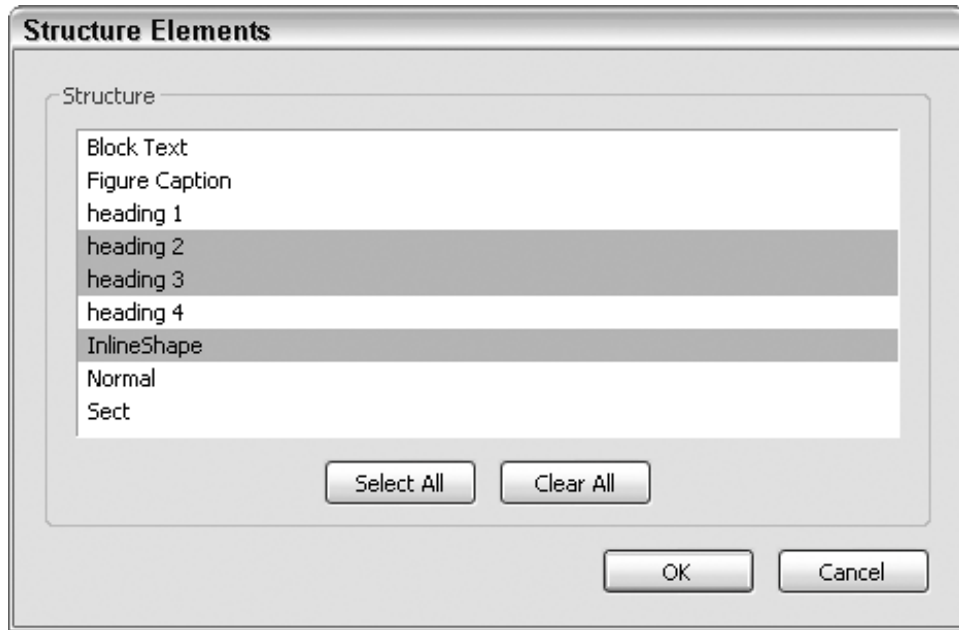 Structure Elements
Structure
Block Text
Figure Caption
heading 1
heading 2
heading 3
heading 4
InlineShape
Normal
Sect
Select All Clear All
OK Cancel